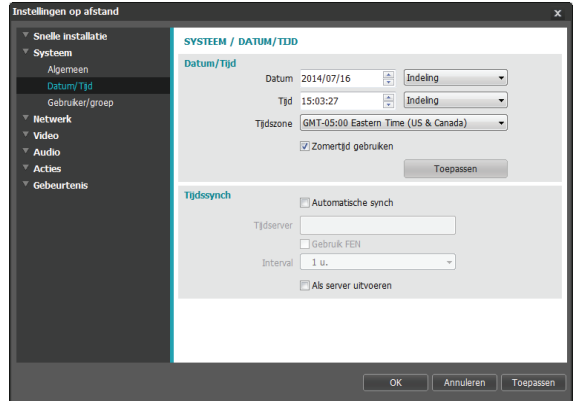 Instellingen op afstand
x
Snelle installatie
Systeem
Algemeen
Datum/Tijd
Gebruiker/groep
Netwerk
Video
Audio
Acties
Gebeurtenis
SYSTEEM / DATUM/TIJD
Datum/Tijd
Datum 2014/07/16 Indeling
Tijd 15:03:27 Indeling
Tijdszone GMT-05:00 Eastern Time (US & Canada)
Zomertijd gebruiken
Toepassen
Tijdssynch
Automatische synch
Tijdserver
Gebruik FEN
Interval 1 u.
Als server uitvoeren
OK Annuleren Toepassen